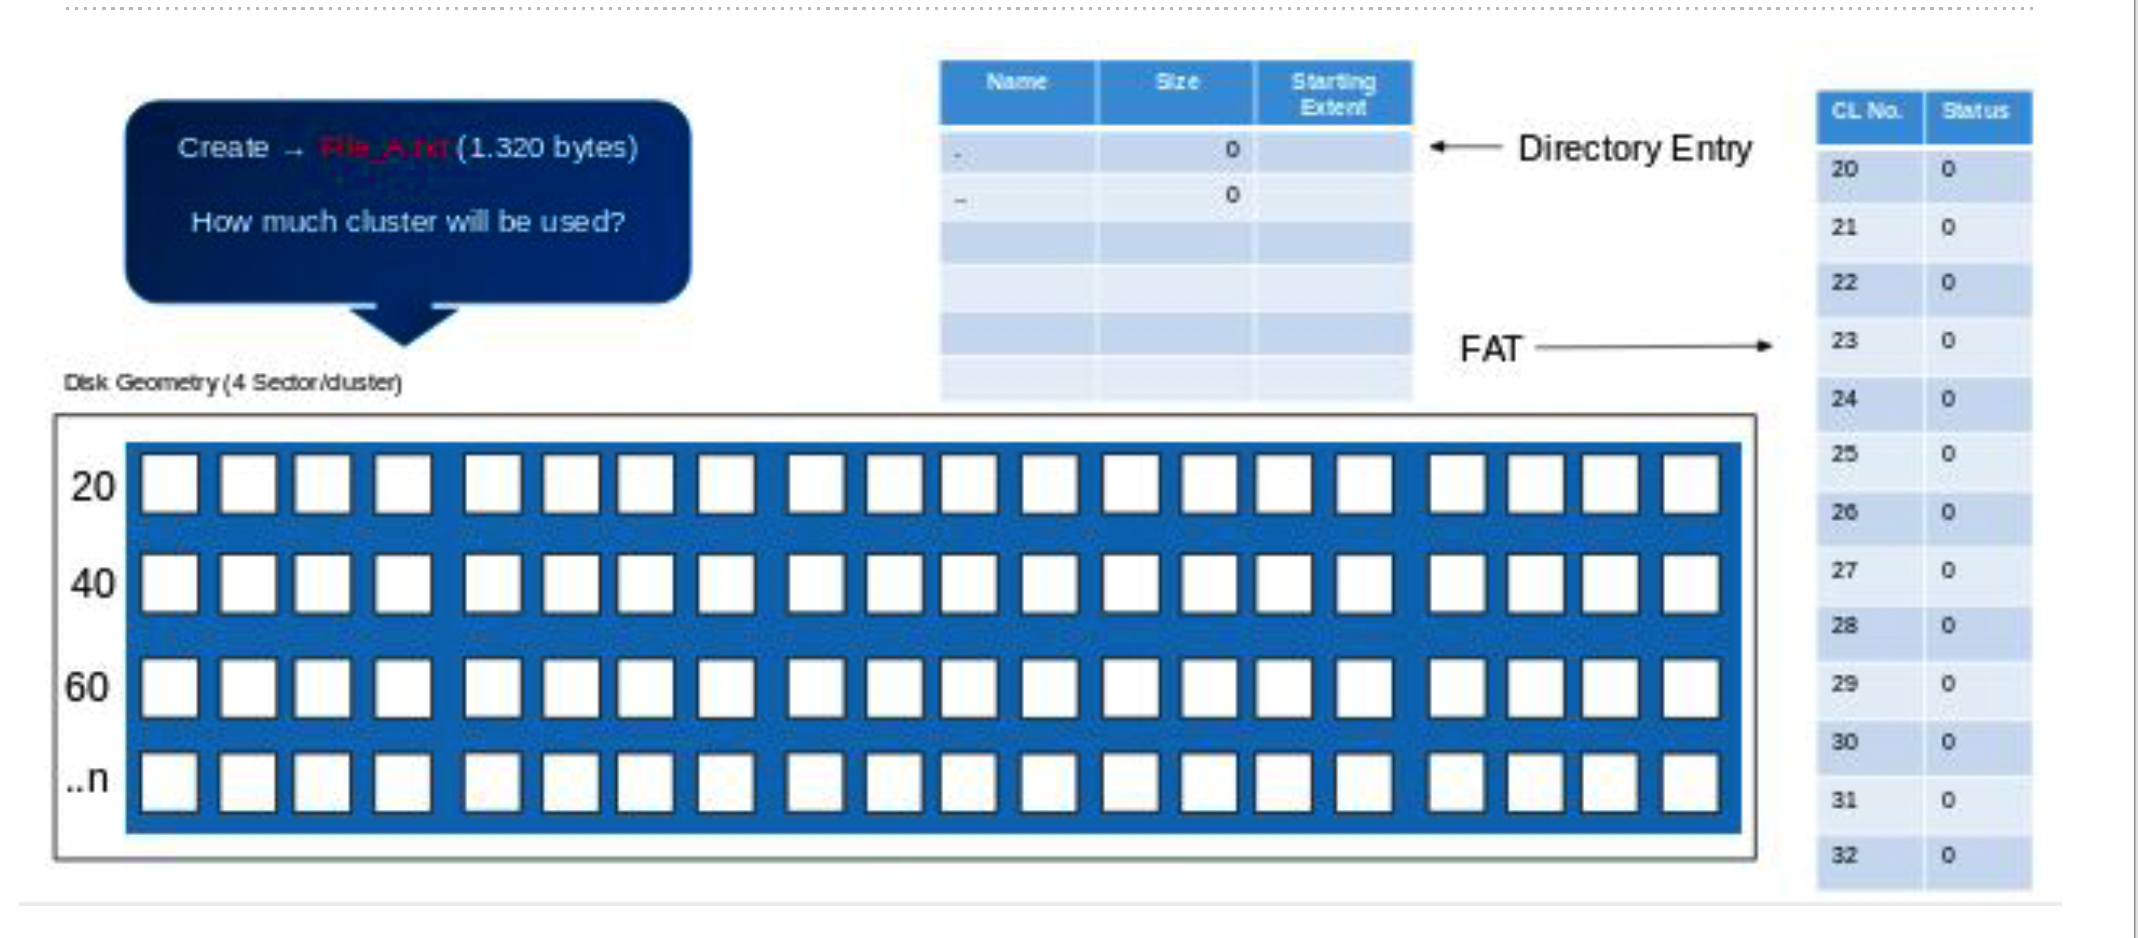 Create → File_A.txt (1.320 bytes)
How much cluster will be used?
Name Size Starting Extent
. 0
.. 0
Directory Entry
FAT
CL No. Status
20 0
21 0
22 0
23 0
24 0
25 0
26 0
27 0
28 0
29 0
30 0
31 0
32 0
Disk Geometry (4 Sector/cluster)
20
40
60
..n